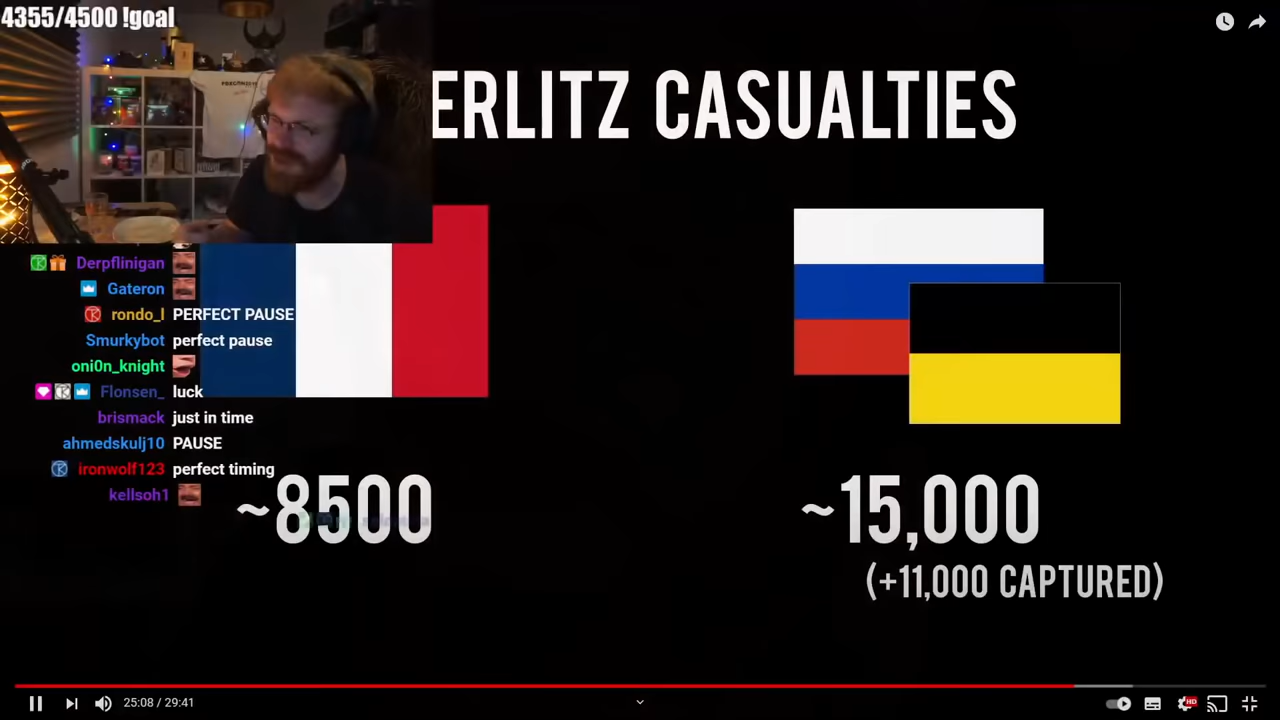 4355/4500 !goal
ERLITZ CASUALTIES
Derpflinigan
Gateron
rondo_l PERFECT PAUSE
Smurkybot perfect pause
oni0n_knight
Flonsen_ luck
brismack just in time
ahmedskulj10 PAUSE
ironwolf123 perfect timing
kellsoh1
~8500
~15,000
(+11,000 CAPTURED)
25:08 / 29:41
HD